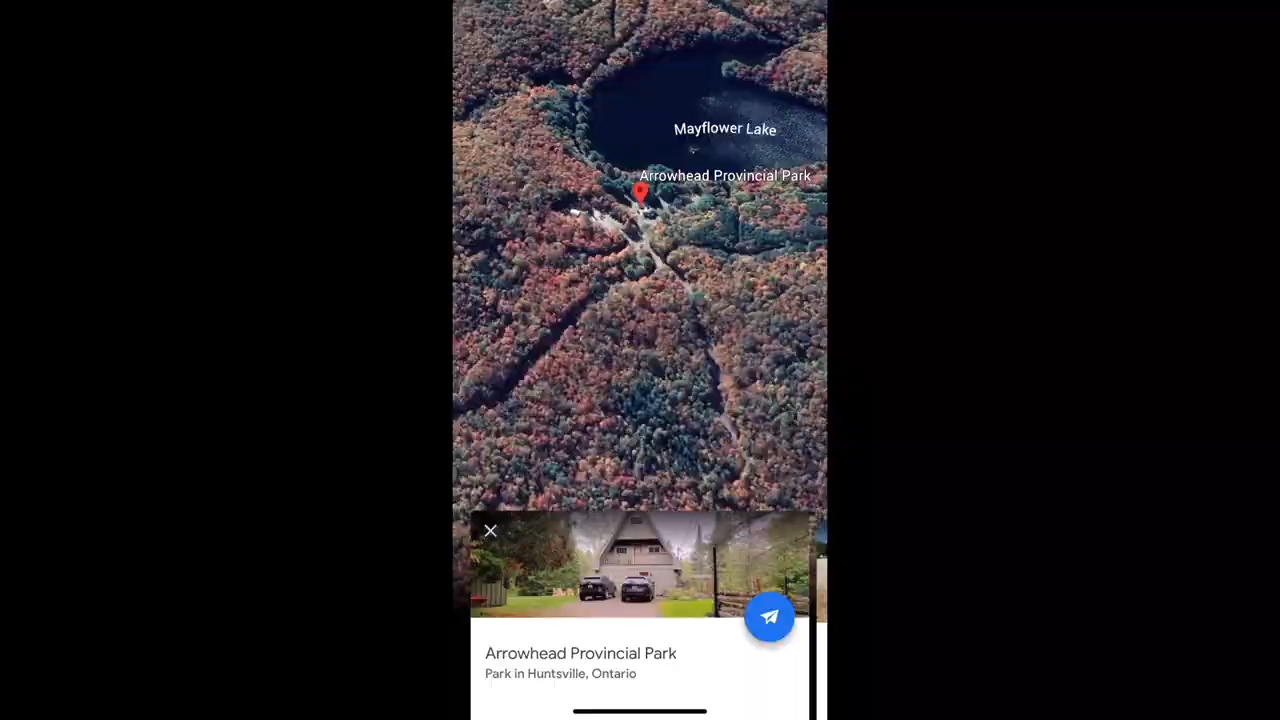 Mayflower Lake
Arrowhead Provincial Park
Arrowhead Provincial Park
Park in Huntsville, Ontario